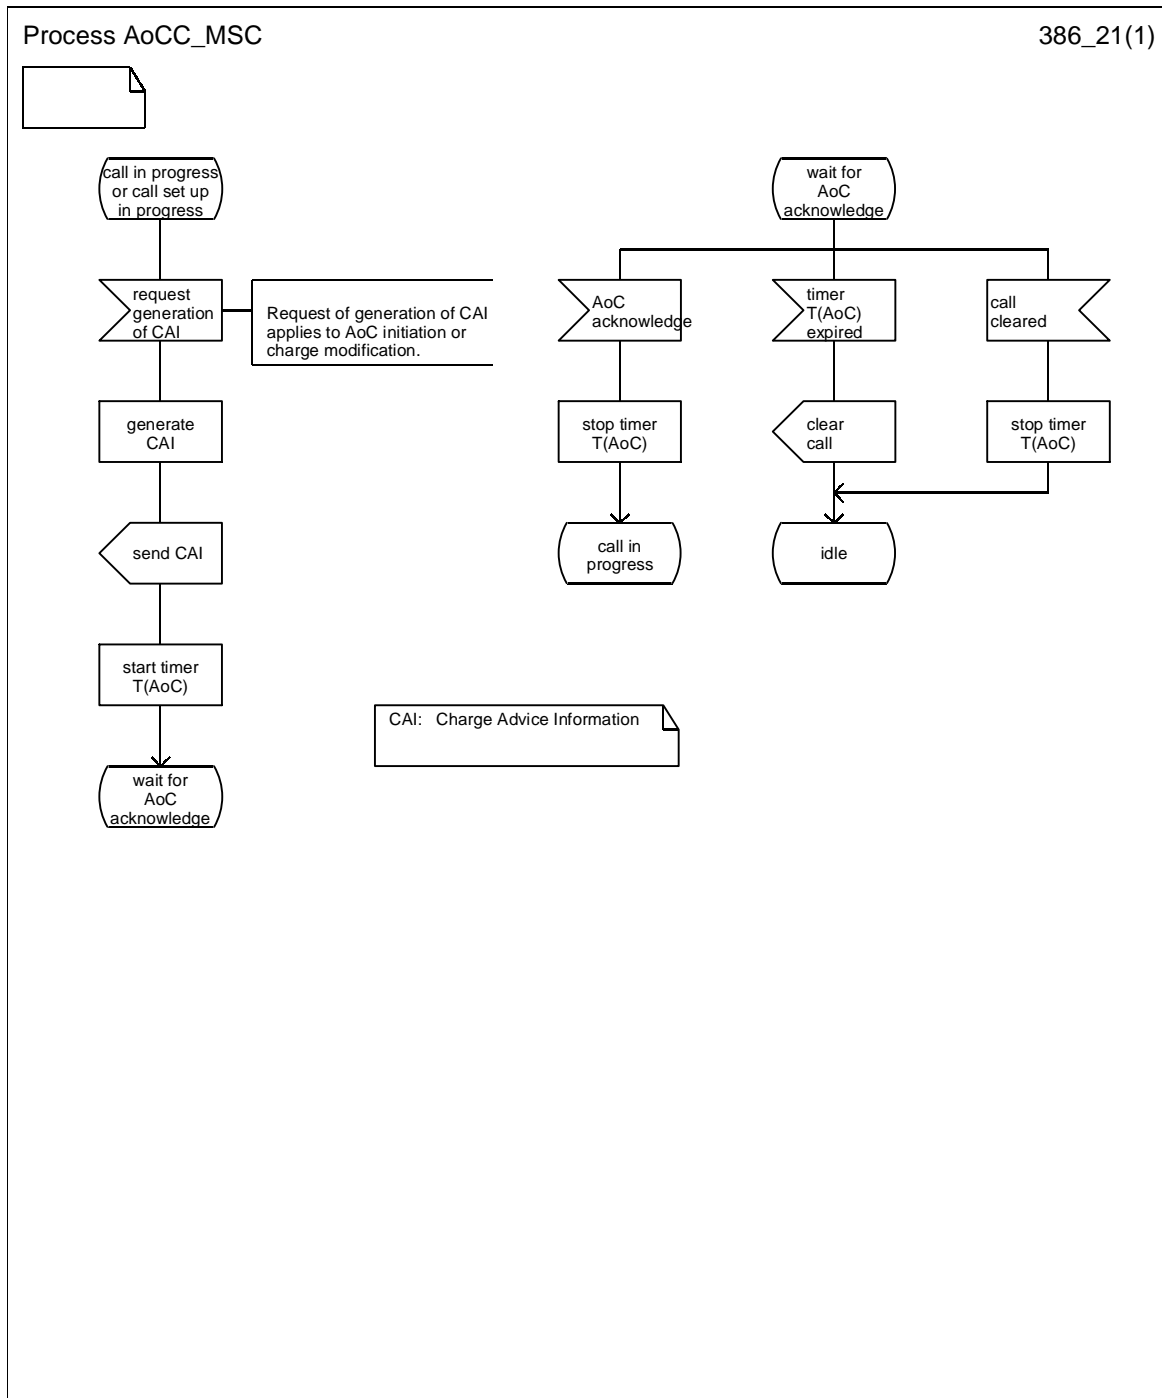 Process AoCC_MSC
386_21(1)
call in progress
or call set up
in progress
request
generation
of CAI
Request of generation of CAI
applies to AoC initiation or
charge modification.
generate
CAI
send CAI
start timer
T(AoC)
wait for
AoC
acknowledge
wait for
AoC
acknowledge
AoC
acknowledge
timer
T(AoC)
expired
call
cleared
stop timer
T(AoC)
clear
call
stop timer
T(AoC)
call in
progress
idle
CAI: Charge Advice Information